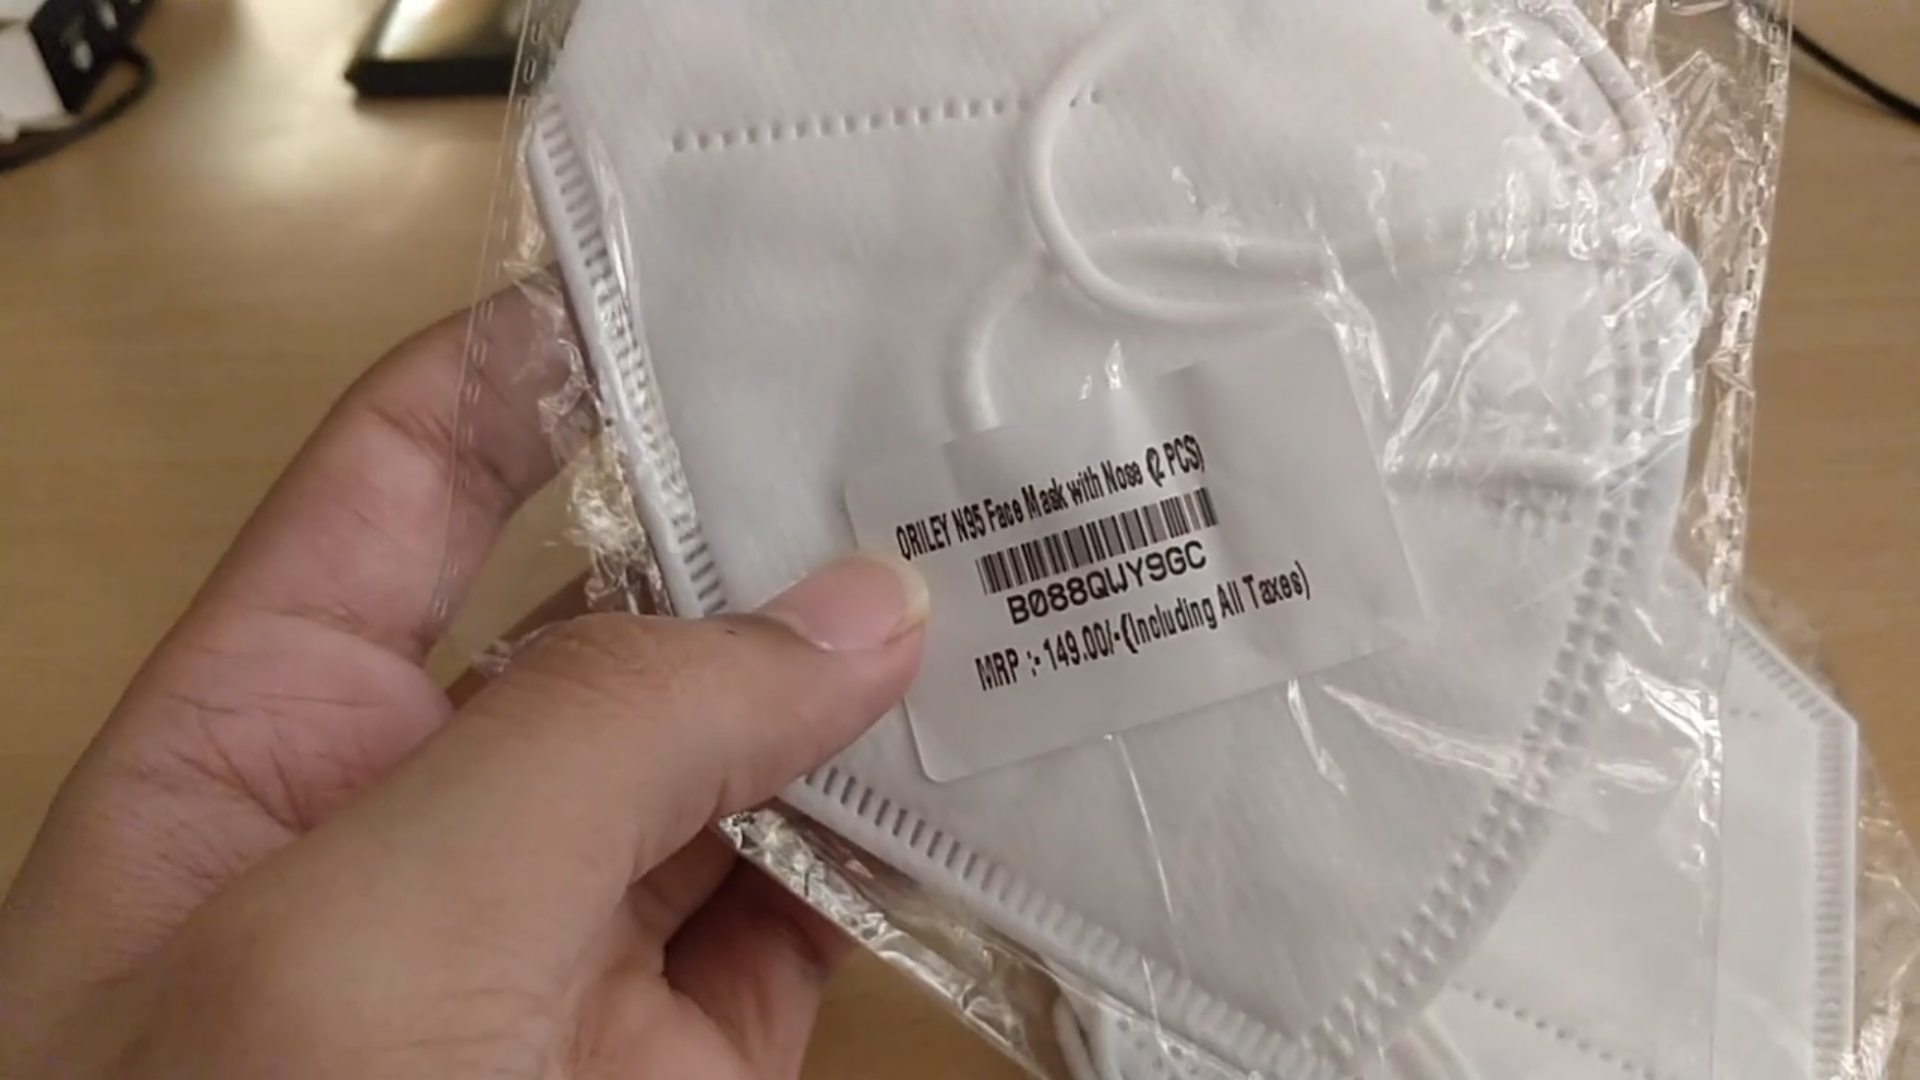 ORILEY N95 Face Mask with Nose (2 PCS)
B088QWY9GC
MRP :- 149.00/-(Including All Taxes)